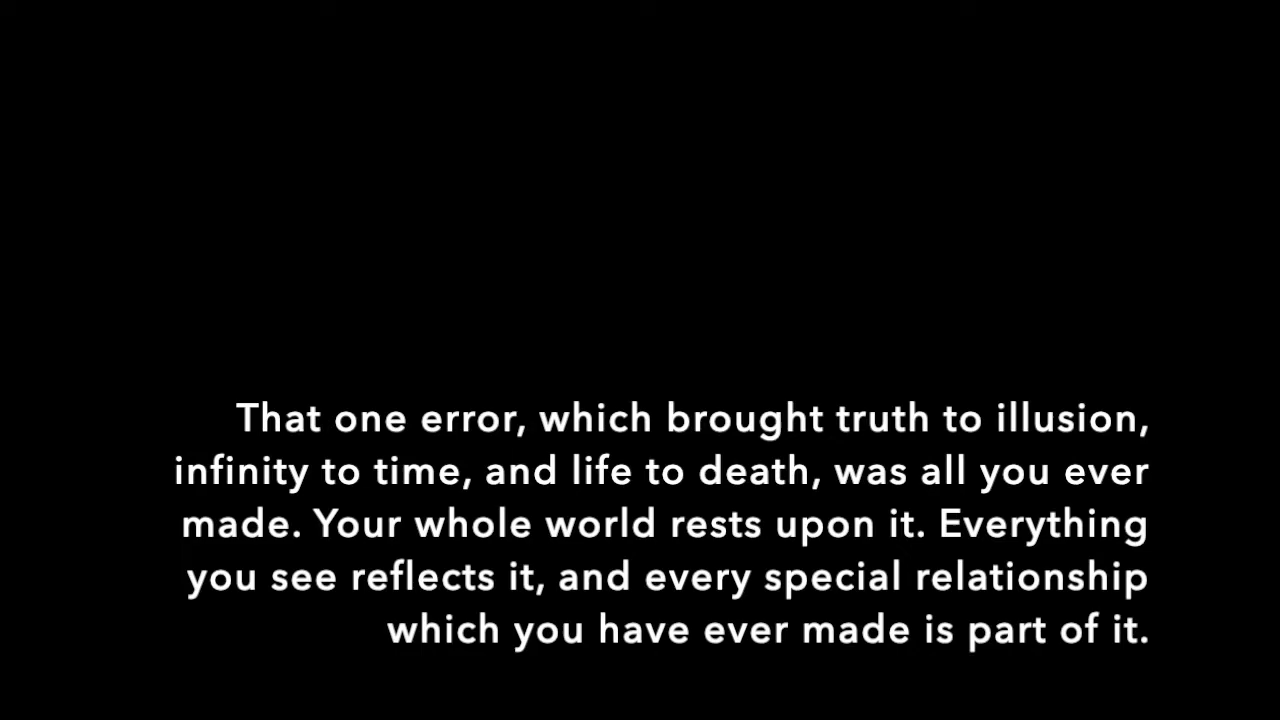 That one error, which brought truth to illusion,
infinity to time, and life to death, was all you ever
made. Your whole world rests upon it. Everything
you see reflects it, and every special relationship
which you have ever made is part of it.